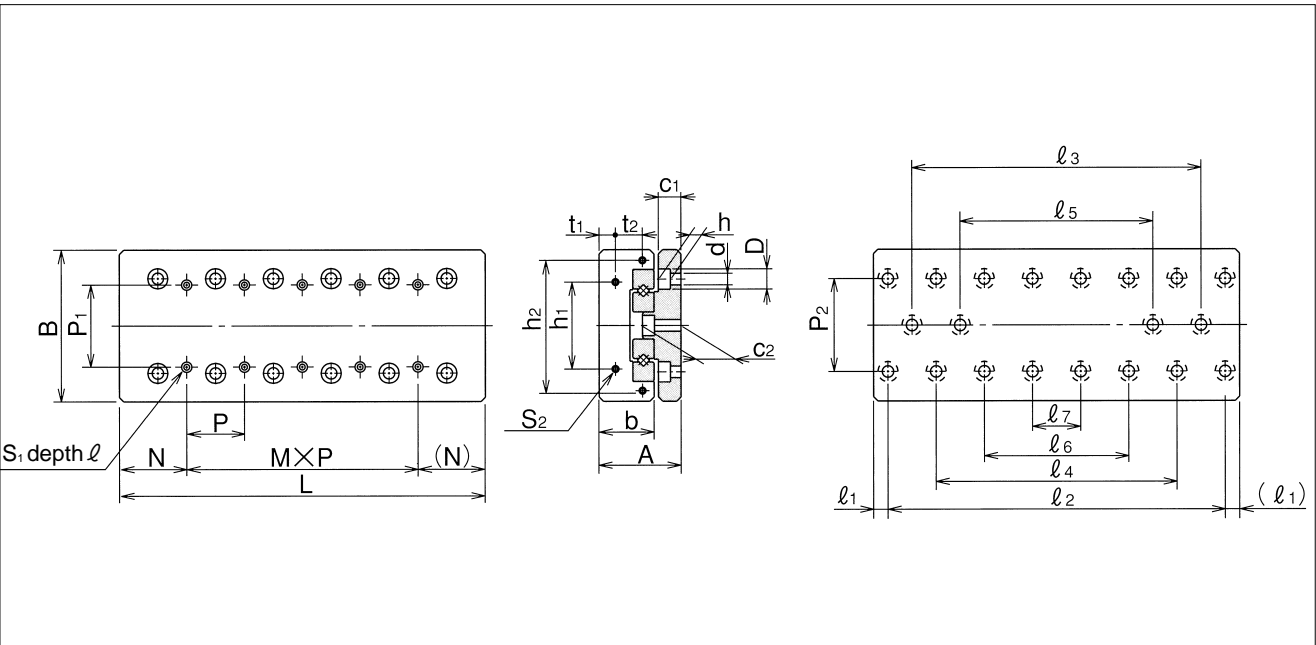 B
P1
S1 depth ℓ
P
N
M×P
(N)
L
t1
t2
c1
h
d
D
h2
h1
c2
S2
b
A
ℓ3
ℓ5
P2
ℓ7
ℓ6
ℓ4
ℓ1
ℓ2
(ℓ1)